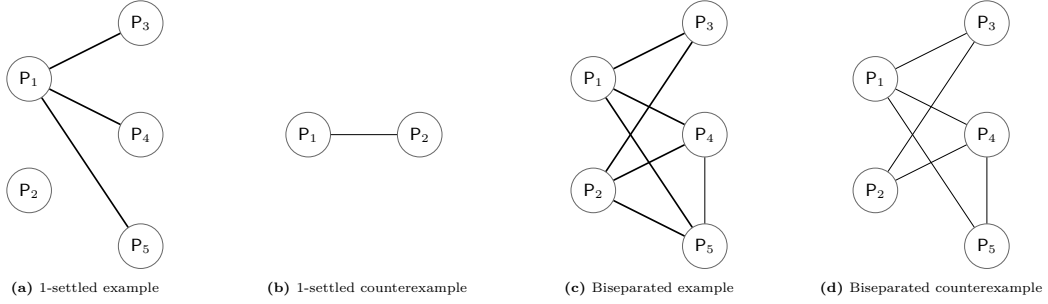 P3
P1
P4
P2
P5
(a) 1-settled example
P1
P2
(b) 1-settled counterexample
P3
P1
P4
P2
P5
(c) Biseparated example
P3
P1
P4
P2
P5
(d) Biseparated counterexample